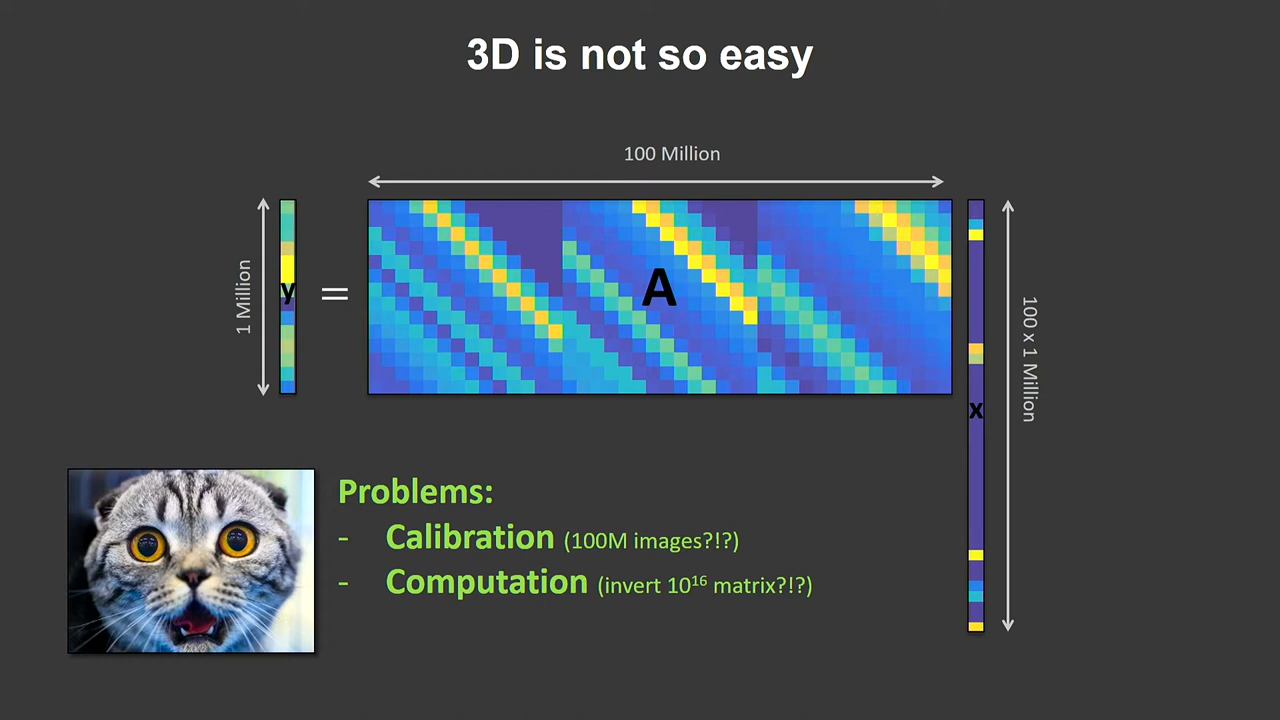 3D is not so easy
100 Million
1 Million
y
=
A
x
100 x 1 Million
Problems:
- Calibration (100M images?!?)
- Computation (invert 10¹⁶ matrix?!?)